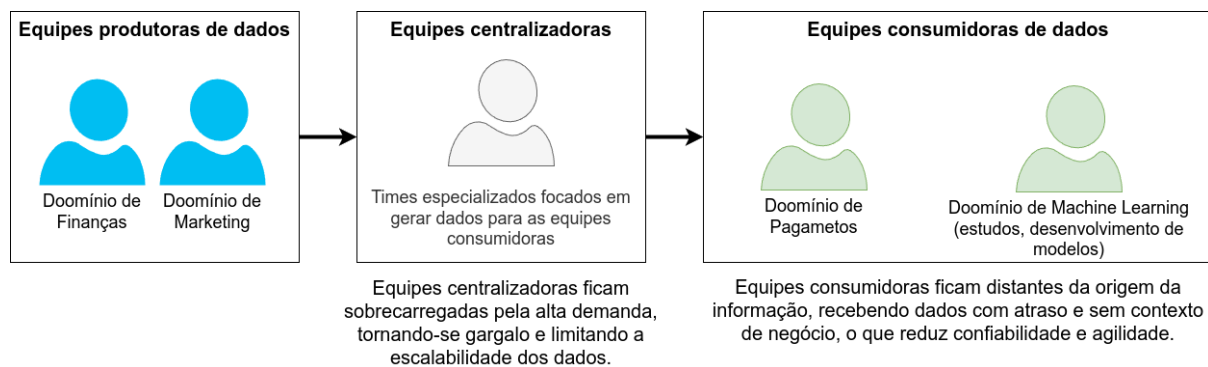 Equipes produtoras de dados
Doomínio de
Finanças
Doomínio de
Marketing
Equipes centralizadoras
Times especializados focados em
gerar dados para as equipes
consumidoras
Equipes centralizadoras ficam
sobrecarregadas pela alta demanda,
tornando-se gargalo e limitando a
escalabilidade dos dados.
Equipes consumidoras de dados
Doomínio de
Pagametos
Doomínio de Machine Learning
(estudos, desenvolvimento de
modelos)
Equipes consumidoras ficam distantes da origem da
informação, recebendo dados com atraso e sem contexto
de negócio, o que reduz confiabilidade e agilidade.